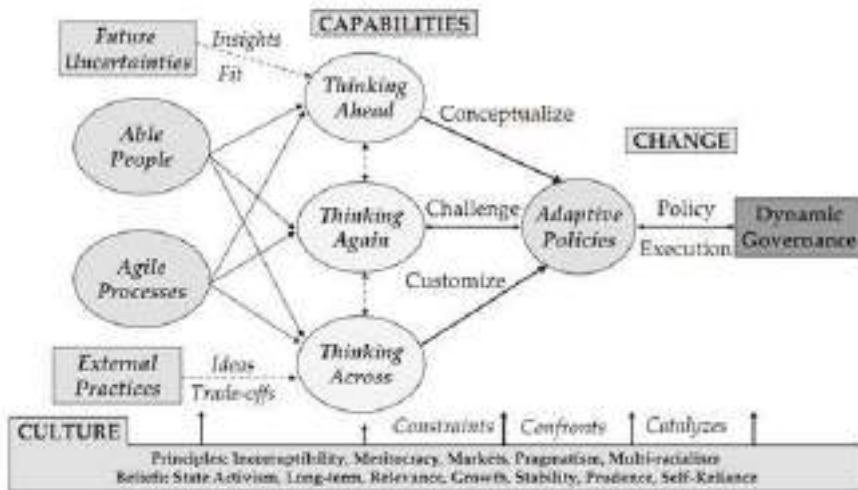 CAPABILITIES
Future
Uncertainties
Insights
Fit
Thinking
Ahead
Conceptualize
Able
People
CHANGE
Thinking
Again
Challenge
Adaptive
Policies
Policy
Execution
Dynamic
Governance
Agile
Processes
Customize
External
Practices
Ideas
Trade-offs
Thinking
Across
CULTURE
Constraints
Confronts
Catalyzes
Principles: Incorruptibility, Meritocracy, Markets, Pragmatism, Multi-racialism
Beliefs: State Activism, Long-term, Relevance, Growth, Stability, Prudence, Self-Reliance